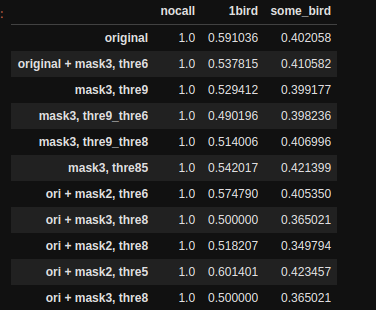 :
nocall 1bird some_bird
original 1.0 0.591036 0.402058
original + mask3, thre6 1.0 0.537815 0.410582
mask3, thre9 1.0 0.529412 0.399177
mask3, thre9_thre6 1.0 0.490196 0.398236
mask3, thre9_thre8 1.0 0.514006 0.406996
mask3, thre85 1.0 0.542017 0.421399
ori + mask2, thre6 1.0 0.574790 0.405350
ori + mask3, thre8 1.0 0.500000 0.365021
ori + mask2, thre8 1.0 0.518207 0.349794
ori + mask2, thre5 1.0 0.601401 0.423457
ori + mask3, thre8 1.0 0.500000 0.365021